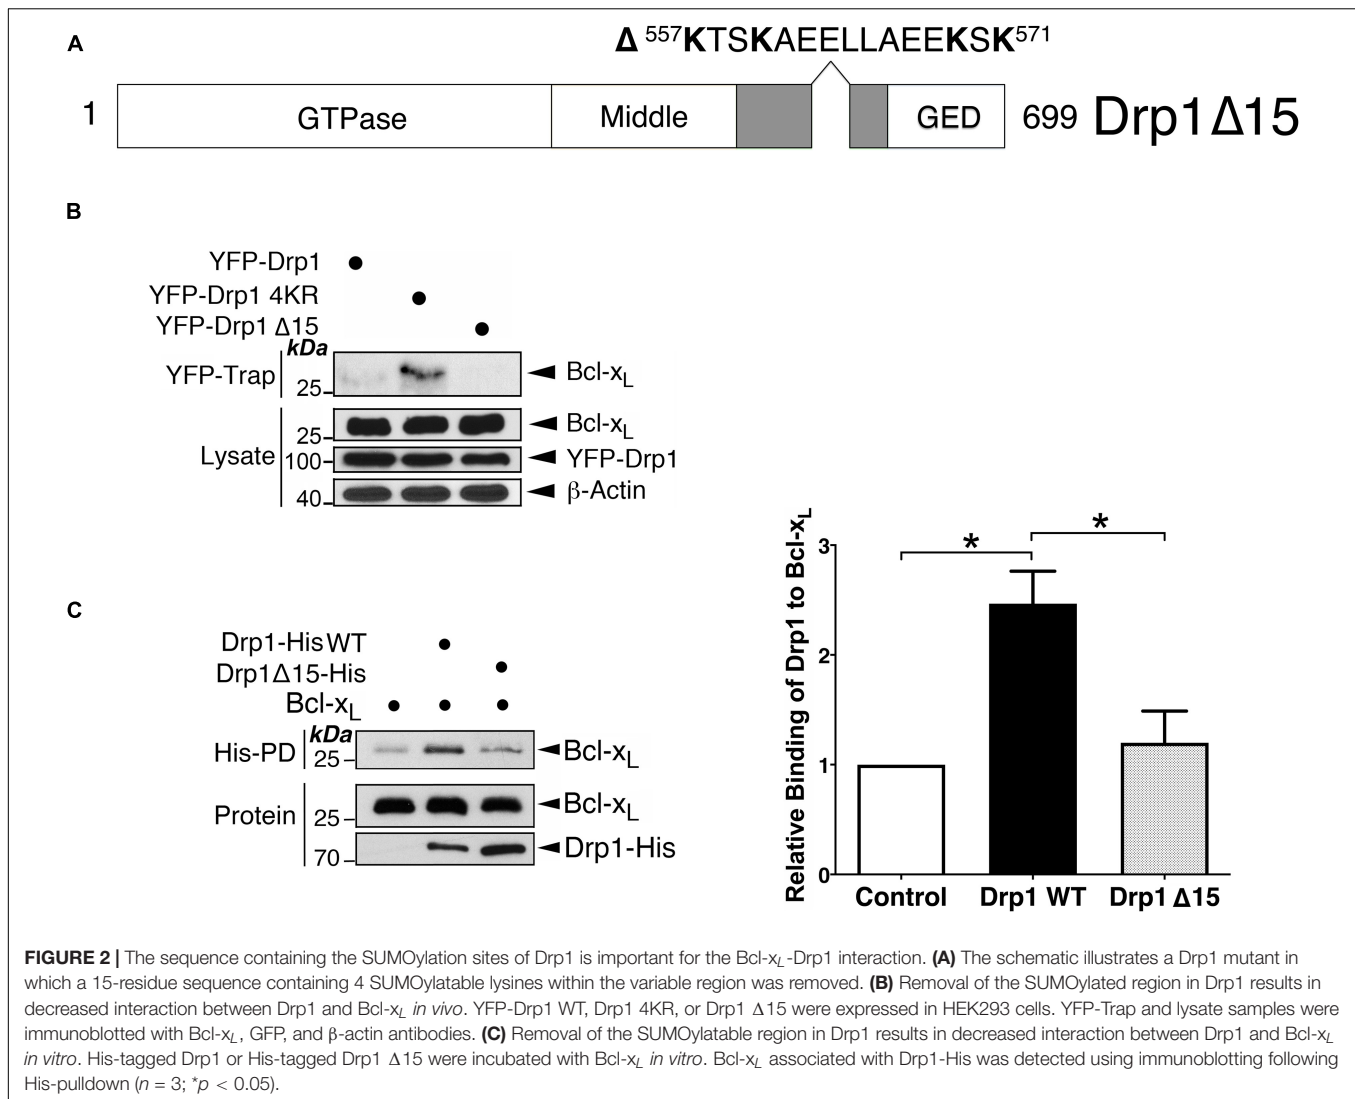 A
Δ 557KTSKAEELLAEEKSK571
1
GTPase
Middle
GED
699 Drp1Δ15
B
YFP-Drp1
YFP-Drp1 4KR
YFP-Drp1 Δ15
kDa
YFP-Trap
25
Bcl-xL
Lysate
25
Bcl-xL
100
YFP-Drp1
40
β-Actin
C
Drp1-His WT
Drp1Δ15-His
Bcl-xL
kDa
His-PD
25
Bcl-xL
Protein
25
Bcl-xL
70
Drp1-His
Relative Binding of Drp1 to Bcl-xL
3
2
1
0
*
*
Control Drp1 WT Drp1 Δ15
FIGURE 2 | The sequence containing the SUMOylation sites of Drp1 is important for the Bcl-xL-Drp1 interaction. (A) The schematic illustrates a Drp1 mutant in
which a 15-residue sequence containing 4 SUMOylatable lysines within the variable region was removed. (B) Removal of the SUMOylated region in Drp1 results in
decreased interaction between Drp1 and Bcl-xL in vivo. YFP-Drp1 WT, Drp1 4KR, or Drp1 Δ15 were expressed in HEK293 cells. YFP-Trap and lysate samples were
immunoblotted with Bcl-xL, GFP, and β-actin antibodies. (C) Removal of the SUMOylatable region in Drp1 results in decreased interaction between Drp1 and Bcl-xL
in vitro. His-tagged Drp1 or His-tagged Drp1 Δ15 were incubated with Bcl-xL in vitro. Bcl-xL associated with Drp1-His was detected using immunoblotting following
His-pulldown (n = 3; *p < 0.05).